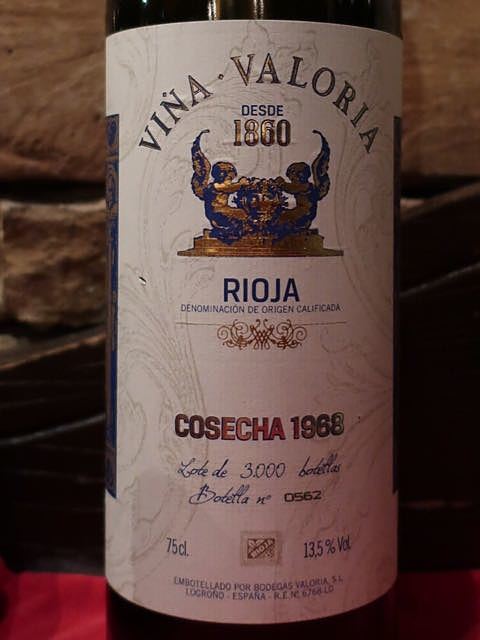 VIÑA · VALORIA
DESDE
1860
RIOJA
DENOMINACIÓN DE ORIGEN CALIFICADA
COSECHA 1968
Lote de 3.000 botellas
Botella nº 0562
75cl.
13,5 % Vol.
EMBOTELLADO POR BODEGAS VALORIA, S.L.
LOGROÑO - ESPAÑA - R.E. Nº 6768-LO